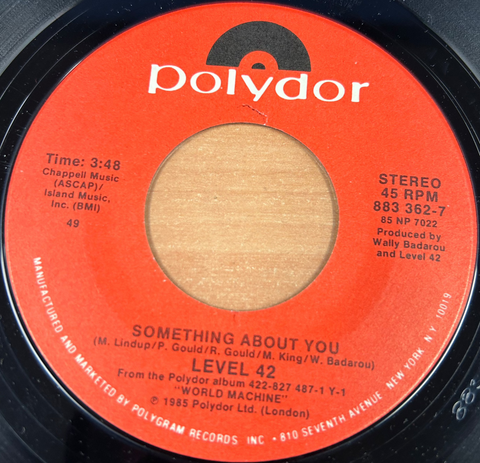 polydor
Time: 3:48
Chappell Music
(ASCAP)/
Island Music,
Inc. (BMI)
49
STEREO
45 RPM
883 362-7
85 NP 7022
Produced by
Wally Badarou
and Level 42
SOMETHING ABOUT YOU
(M. Lindup/P. Gould/R. Gould/M. King/W. Badarou)
LEVEL 42
From the Polydor album 422-827 487-1 Y-1
"WORLD MACHINE"
℗ 1985 Polydor Ltd. (London)
MANUFACTURED AND MARKETED BY POLYGRAM RECORDS INC • 810 SEVENTH AVENUE, NEW YORK, N.Y. 10019